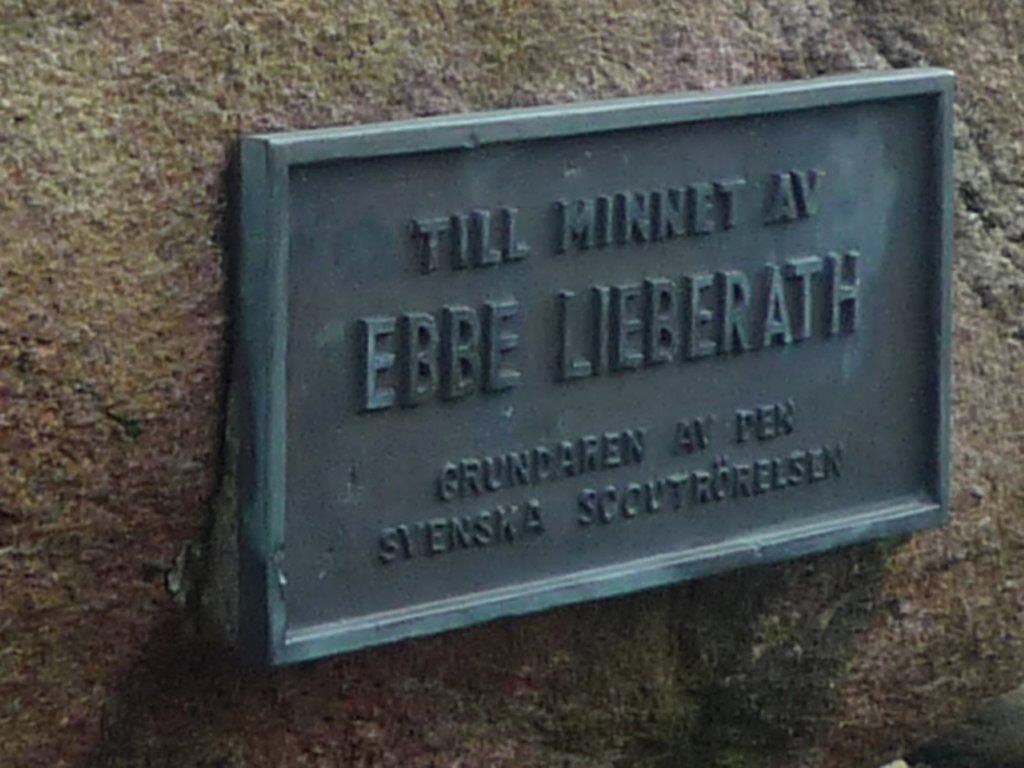 TILL MINNET AV
EBBE LIEBERATH
GRUNDAREN AV DEN
SVENSKA SCOUTRÖRELSEN